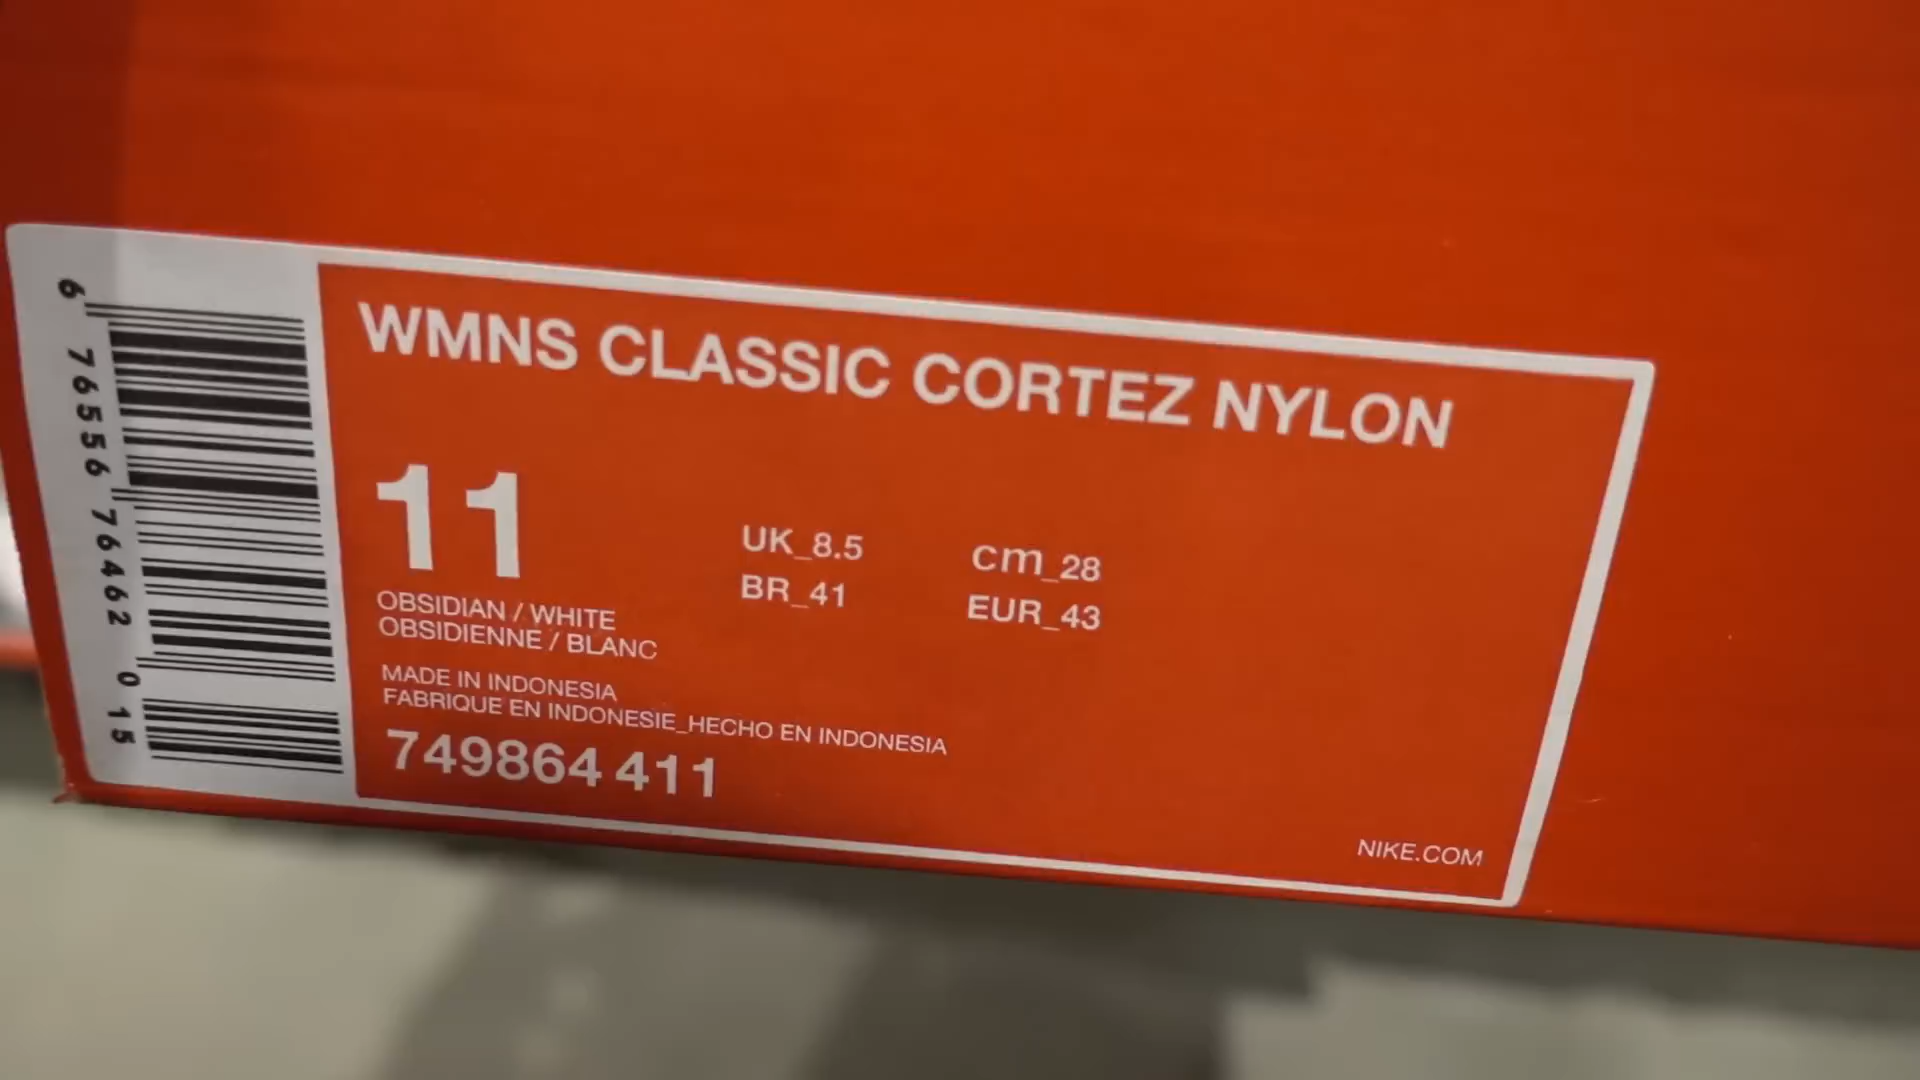 6 76556 76462 0 15
WMNS CLASSIC CORTEZ NYLON
11
UK_8.5 cm_28
BR_41 EUR_43
OBSIDIAN / WHITE
OBSIDIENNE / BLANC
MADE IN INDONESIA
FABRIQUE EN INDONESIE_HECHO EN INDONESIA
749864 411
NIKE.COM